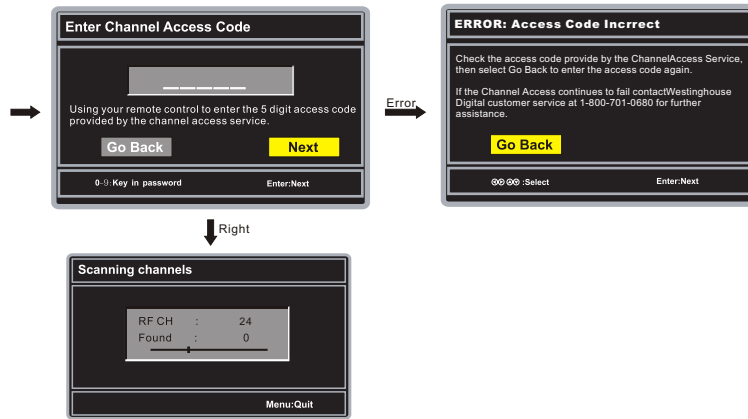 Enter Channel Access Code
_ _ _ _ _
Using your remote control to enter the 5 digit access code
provided by the channel access service.
Go Back Next
0-9:Key in password Enter:Next
Error
ERROR: Access Code Incrrect
Check the access code provide by the ChannelAccess Service,
then select Go Back to enter the access code again.
If the Channel Access continues to fail contactWestinghouse
Digital customer service at 1-800-701-0680 for further
assistance.
Go Back
:Select Enter:Next
Right
Scanning channels
RF CH : 24
Found : 0
Menu:Quit